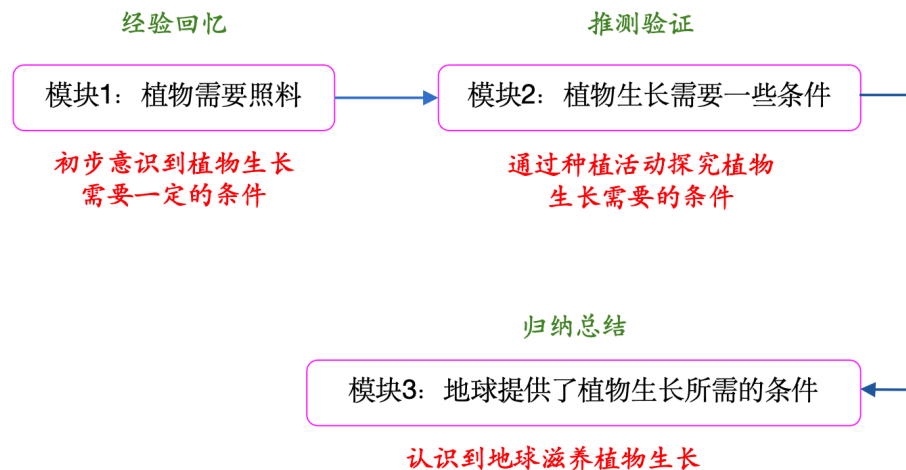 经验回忆
推测验证
模块1：植物需要照料
模块2：植物生长需要一些条件
初步意识到植物生长
需要一定的条件
通过种植活动探究植物
生长需要的条件
归纳总结
模块3：地球提供了植物生长所需的条件
认识到地球滋养植物生长